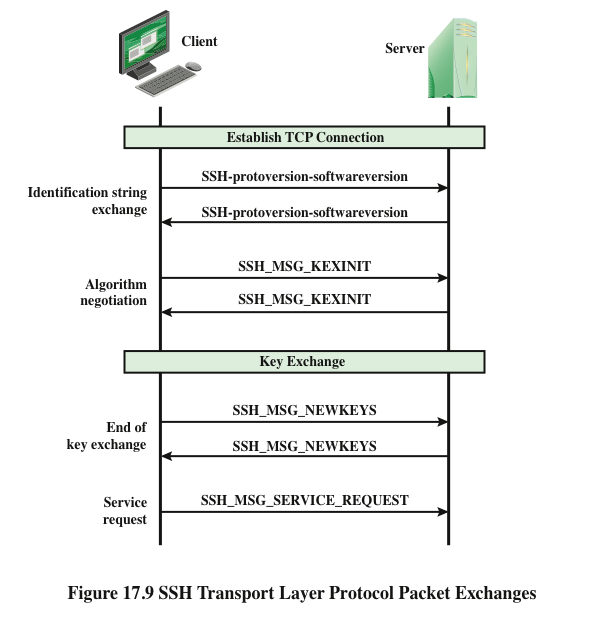 Client
Server
Establish TCP Connection
SSH-protoversion-softwareversion
Identification string
exchange
SSH-protoversion-softwareversion
SSH_MSG_KEXINIT
Algorithm
negotiation
SSH_MSG_KEXINIT
Key Exchange
SSH_MSG_NEWKEYS
End of
key exchange
SSH_MSG_NEWKEYS
SSH_MSG_SERVICE_REQUEST
Service
request
Figure 17.9 SSH Transport Layer Protocol Packet Exchanges